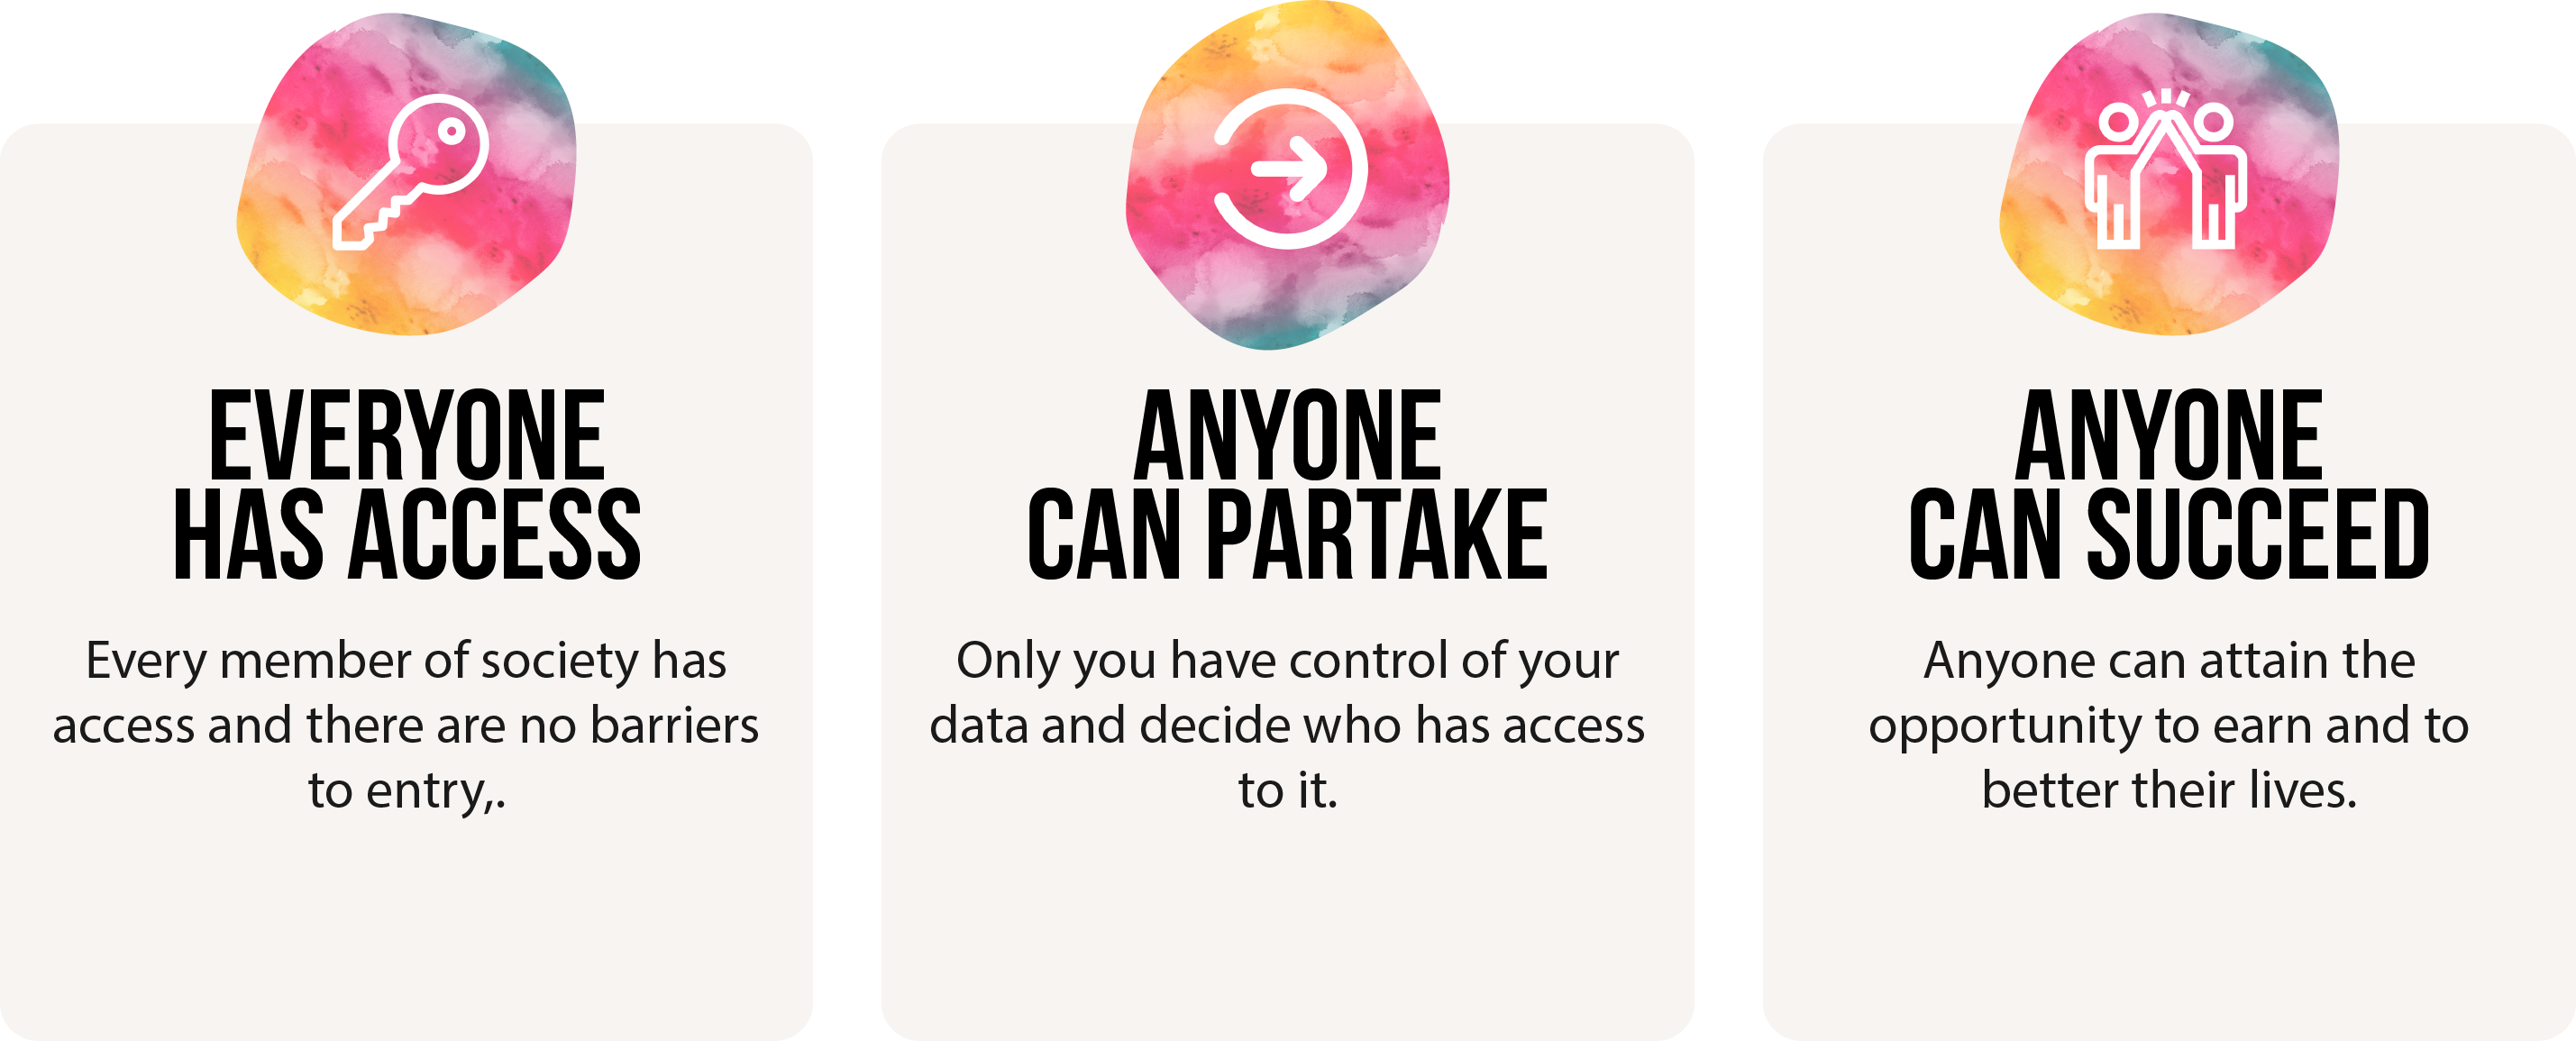 EVERYONE
HAS ACCESS
Every member of society has
access and there are no barriers
to entry,.
ANYONE
CAN PARTAKE
Only you have control of your
data and decide who has access
to it.
ANYONE
CAN SUCCEED
Anyone can attain the
opportunity to earn and to
better their lives.